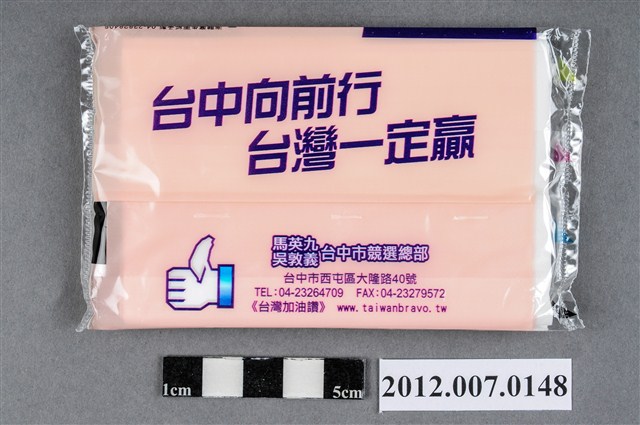 台中向前行
台灣一定贏
馬英九
吳敦義
台中市競選總部
台中市西屯區大隆路40號
TEL:04-23264709 FAX:04-23279572
《台灣加油讚》 www.taiwanbravo.tw
1cm 5cm
2012.007.0148